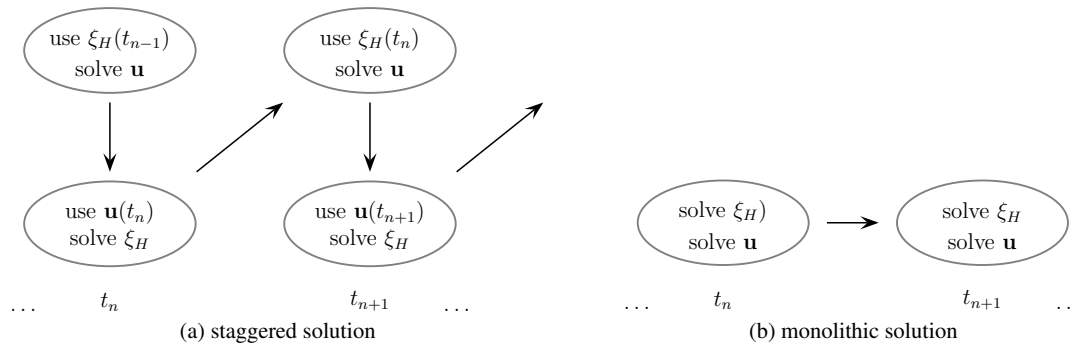 use ξ_H(t_{n−1})
solve u
use ξ_H(t_n)
solve u
use u(t_n)
solve ξ_H
use u(t_{n+1})
solve ξ_H
... t_n t_{n+1} ...
(a) staggered solution
solve ξ_H)
solve u
solve ξ_H
solve u
... t_n t_{n+1} ..
(b) monolithic solution